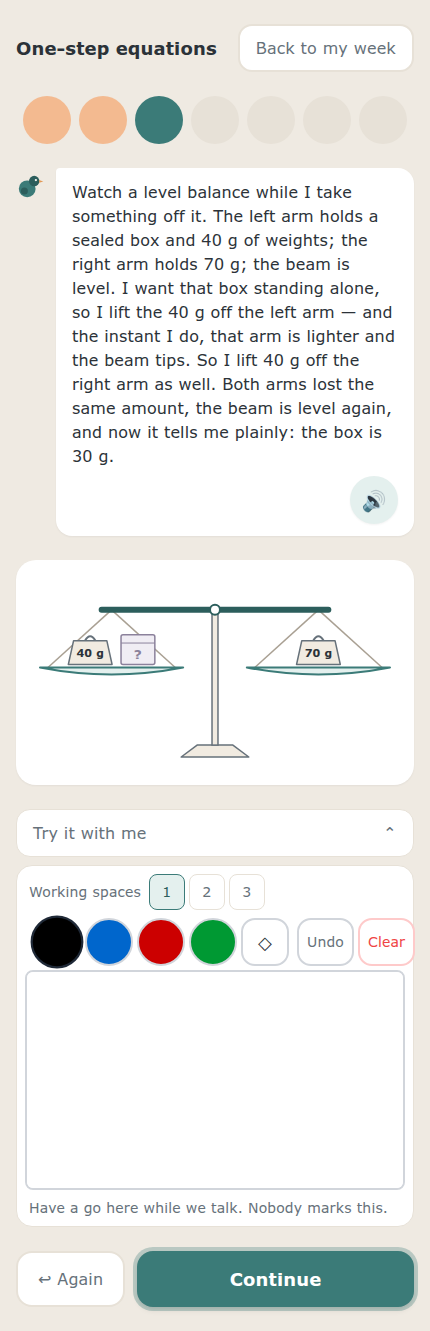 One-step equations
Back to my week
Watch a level balance while I take
something off it. The left arm holds a
sealed box and 40 g of weights; the
right arm holds 70 g; the beam is
level. I want that box standing alone,
so I lift the 40 g off the left arm — and
the instant I do, that arm is lighter and
the beam tips. So I lift 40 g off the
right arm as well. Both arms lost the
same amount, the beam is level again,
and now it tells me plainly: the box is
30 g.
40 g
?
70 g
Try it with me
Working spaces 1 2 3
Undo
Clear
Have a go here while we talk. Nobody marks this.
↩ Again
Continue